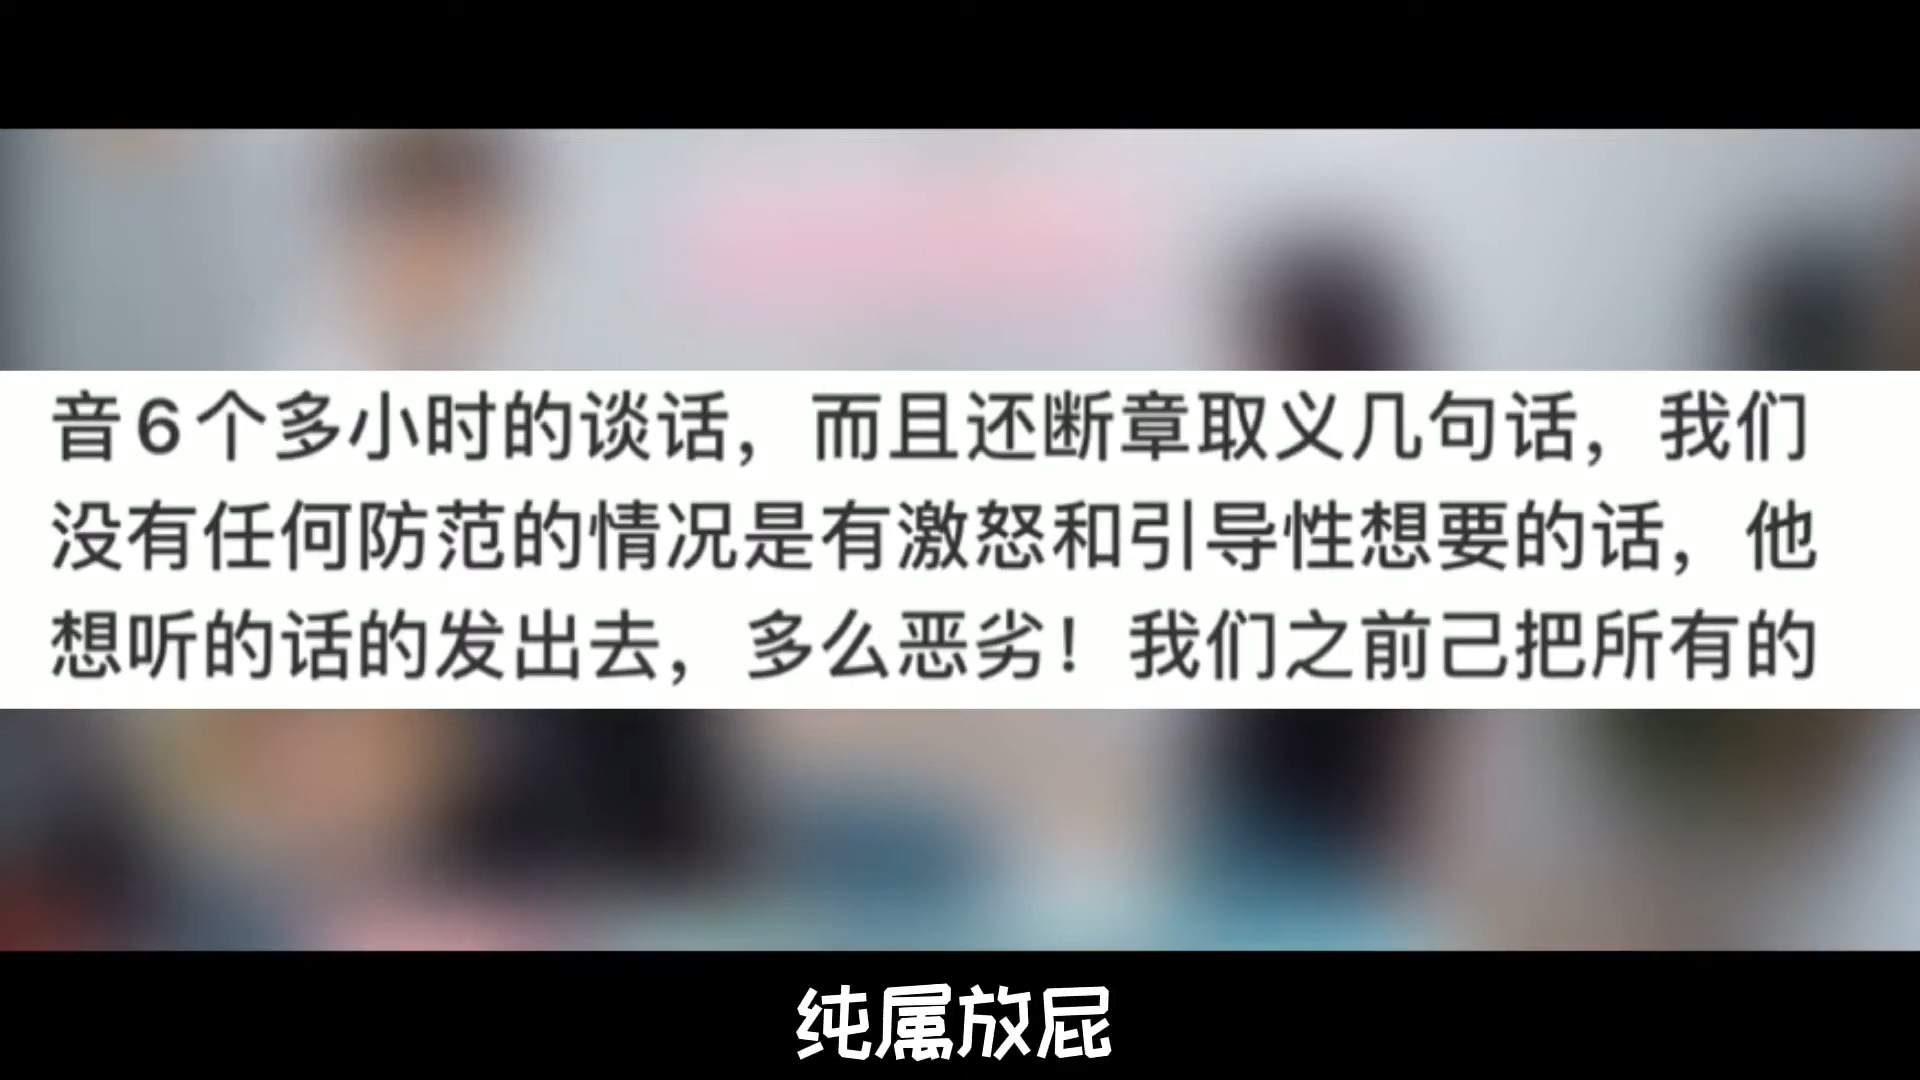 音6个多小时的谈话，而且还断章取义几句话，我们
没有任何防范的情况是有激怒和引导性想要的话，他
想听的话的发出去，多么恶劣！我们之前己把所有的
纯属放屁